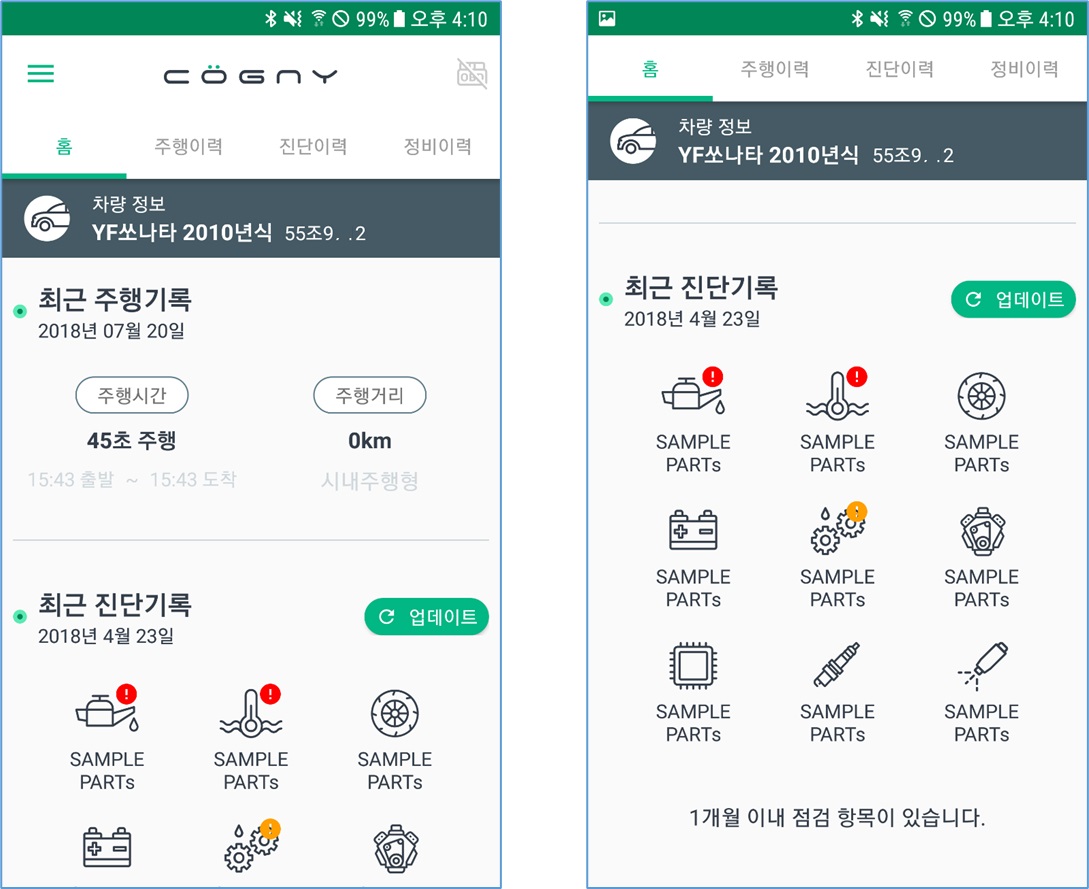 99% 오후 4:10
CÖGNY
OBD
홈 주행이력 진단이력 정비이력
차량 정보
YF쏘나타 2010년식 55조9. .2
최근 주행기록
2018년 07월 20일
주행시간 주행거리
45초 주행 0km
15:43 출발 ~ 15:43 도착 시내주행형
최근 진단기록
2018년 4월 23일
업데이트
SAMPLE SAMPLE SAMPLE
PARTs PARTs PARTs
99% 오후 4:10
홈 주행이력 진단이력 정비이력
차량 정보
YF쏘나타 2010년식 55조9. .2
최근 진단기록
2018년 4월 23일
업데이트
SAMPLE SAMPLE SAMPLE
PARTs PARTs PARTs
SAMPLE SAMPLE SAMPLE
PARTs PARTs PARTs
SAMPLE SAMPLE SAMPLE
PARTs PARTs PARTs
1개월 이내 점검 항목이 있습니다.